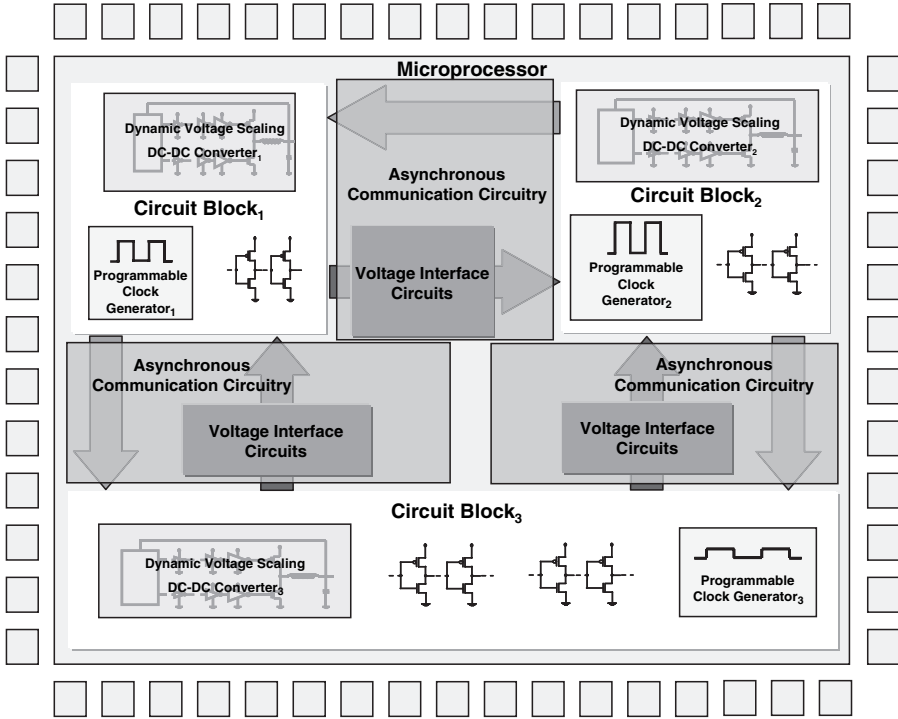 Microprocessor
Dynamic Voltage Scaling
DC-DC Converter₁
Circuit Block₁
Programmable
Clock
Generator₁
Asynchronous
Communication Circuitry
Voltage Interface
Circuits
Dynamic Voltage Scaling
DC-DC Converter₂
Circuit Block₂
Programmable
Clock
Generator₂
Asynchronous
Communication Circuitry
Voltage Interface
Circuits
Asynchronous
Communication Circuitry
Voltage Interface
Circuits
Circuit Block₃
Dynamic Voltage Scaling
DC-DC Converter₃
Programmable
Clock Generator₃